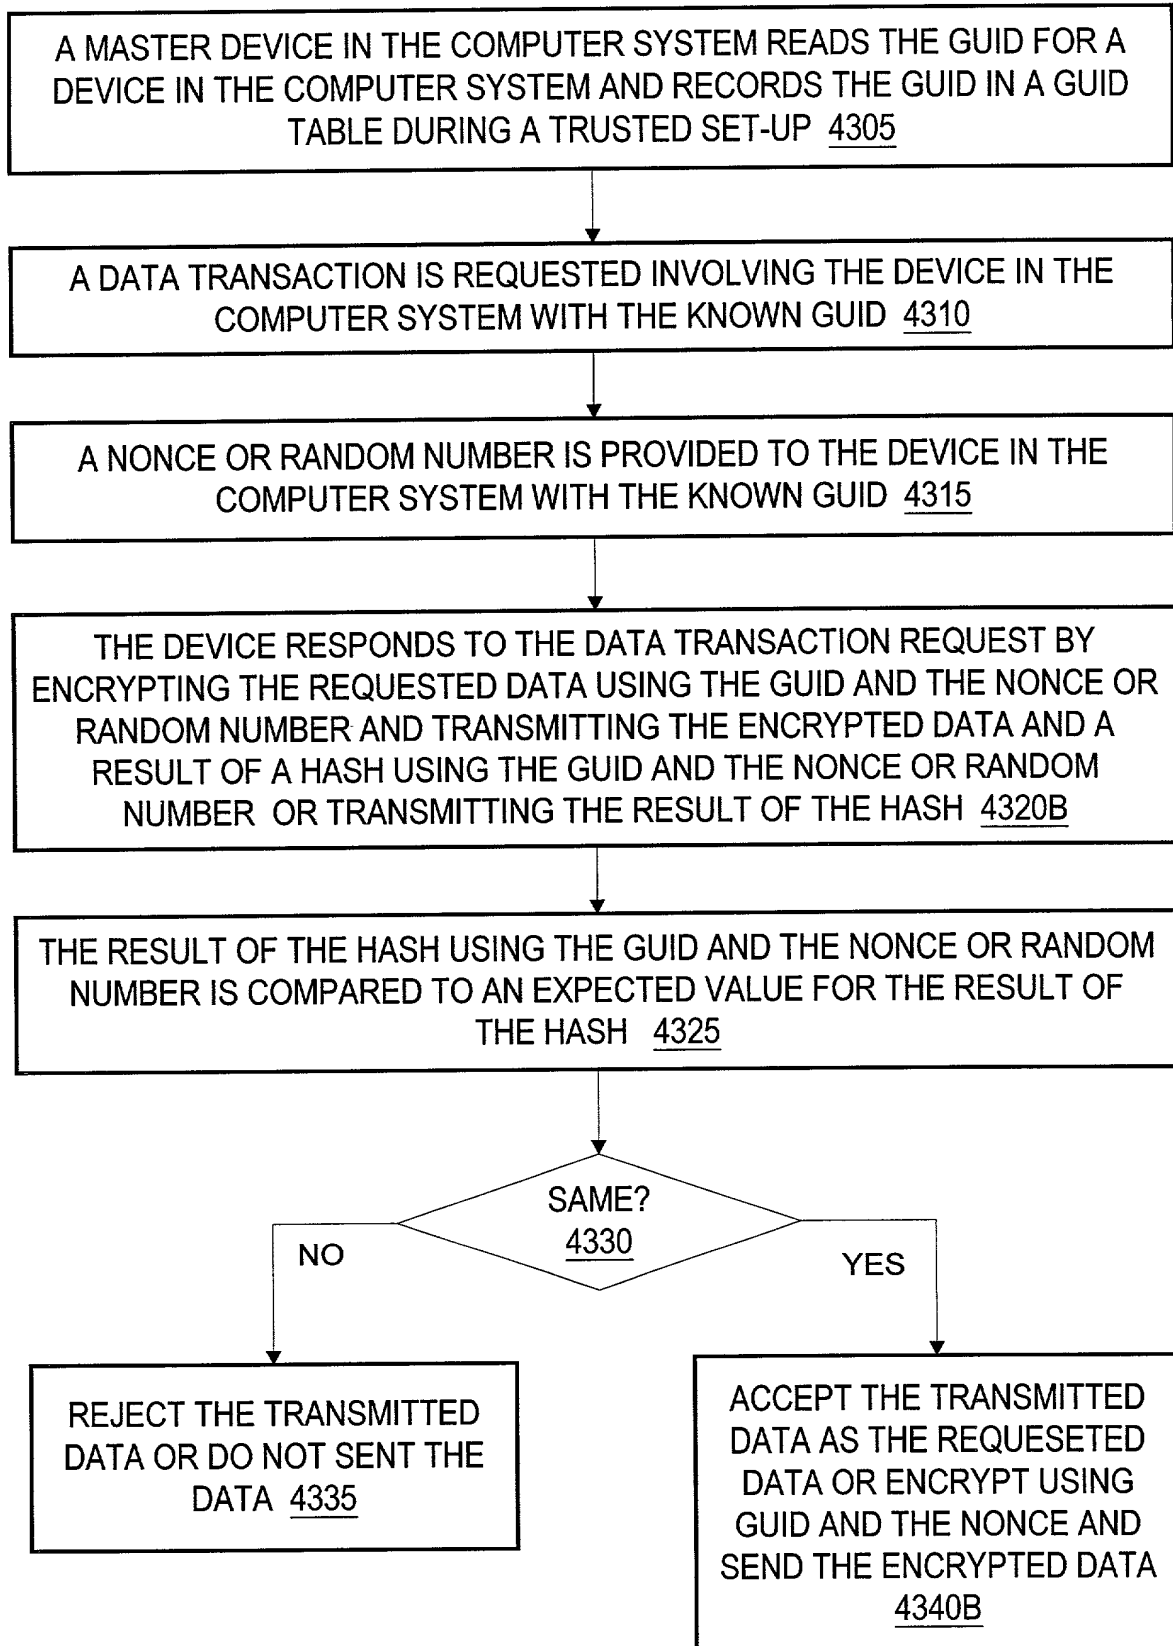 A MASTER DEVICE IN THE COMPUTER SYSTEM READS THE GUID FOR A
DEVICE IN THE COMPUTER SYSTEM AND RECORDS THE GUID IN A GUID
TABLE DURING A TRUSTED SET-UP 4305
A DATA TRANSACTION IS REQUESTED INVOLVING THE DEVICE IN THE
COMPUTER SYSTEM WITH THE KNOWN GUID 4310
A NONCE OR RANDOM NUMBER IS PROVIDED TO THE DEVICE IN THE
COMPUTER SYSTEM WITH THE KNOWN GUID 4315
THE DEVICE RESPONDS TO THE DATA TRANSACTION REQUEST BY
ENCRYPTING THE REQUESTED DATA USING THE GUID AND THE NONCE OR
RANDOM NUMBER AND TRANSMITTING THE ENCRYPTED DATA AND A
RESULT OF A HASH USING THE GUID AND THE NONCE OR RANDOM
NUMBER OR TRANSMITTING THE RESULT OF THE HASH 4320B
THE RESULT OF THE HASH USING THE GUID AND THE NONCE OR RANDOM
NUMBER IS COMPARED TO AN EXPECTED VALUE FOR THE RESULT OF
THE HASH 4325
SAME?
4330
NO
YES
REJECT THE TRANSMITTED
DATA OR DO NOT SENT THE
DATA 4335
ACCEPT THE TRANSMITTED
DATA AS THE REQUESETED
DATA OR ENCRYPT USING
GUID AND THE NONCE AND
SEND THE ENCRYPTED DATA
4340B